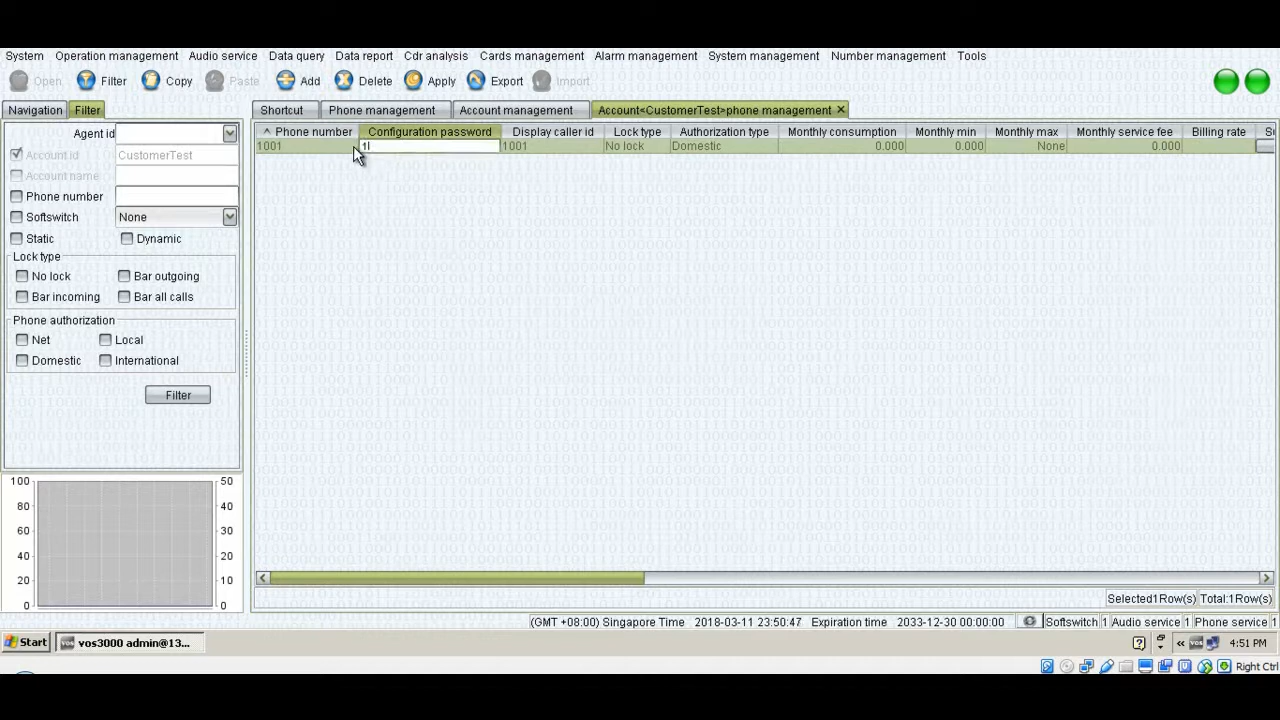 System Operation management Audio service Data query Data report Cdr analysis Cards management Alarm management System management Number management Tools
Open Filter Copy Paste Add Delete Apply Export Import
Navigation Filter
Shortcut Phone management Account management Account<CustomerTest>phone management
Agent id
Account id CustomerTest
Account name
Phone number
Softswitch None
Static Dynamic
Lock type
No lock Bar outgoing
Bar incoming Bar all calls
Phone authorization
Net Local
Domestic International
Filter
100 50
80 40
60 30
40 20
20 10
0 0
Phone number Configuration password Display caller id Lock type Authorization type Monthly consumption Monthly min Monthly max Monthly service fee Billing rate Su
1001 1 1001 No lock Domestic 0.000 0.000 None 0.000
Selected1Row(s) Total:1Row(s)
(GMT +08:00) Singapore Time 2018-03-11 23:50:47 Expiration time 2033-12-30 00:00:00 Softswitch 1 Audio service 1 Phone service 1
Start vos3000 admin@13... VOS 4:51 PM
Right Ctrl